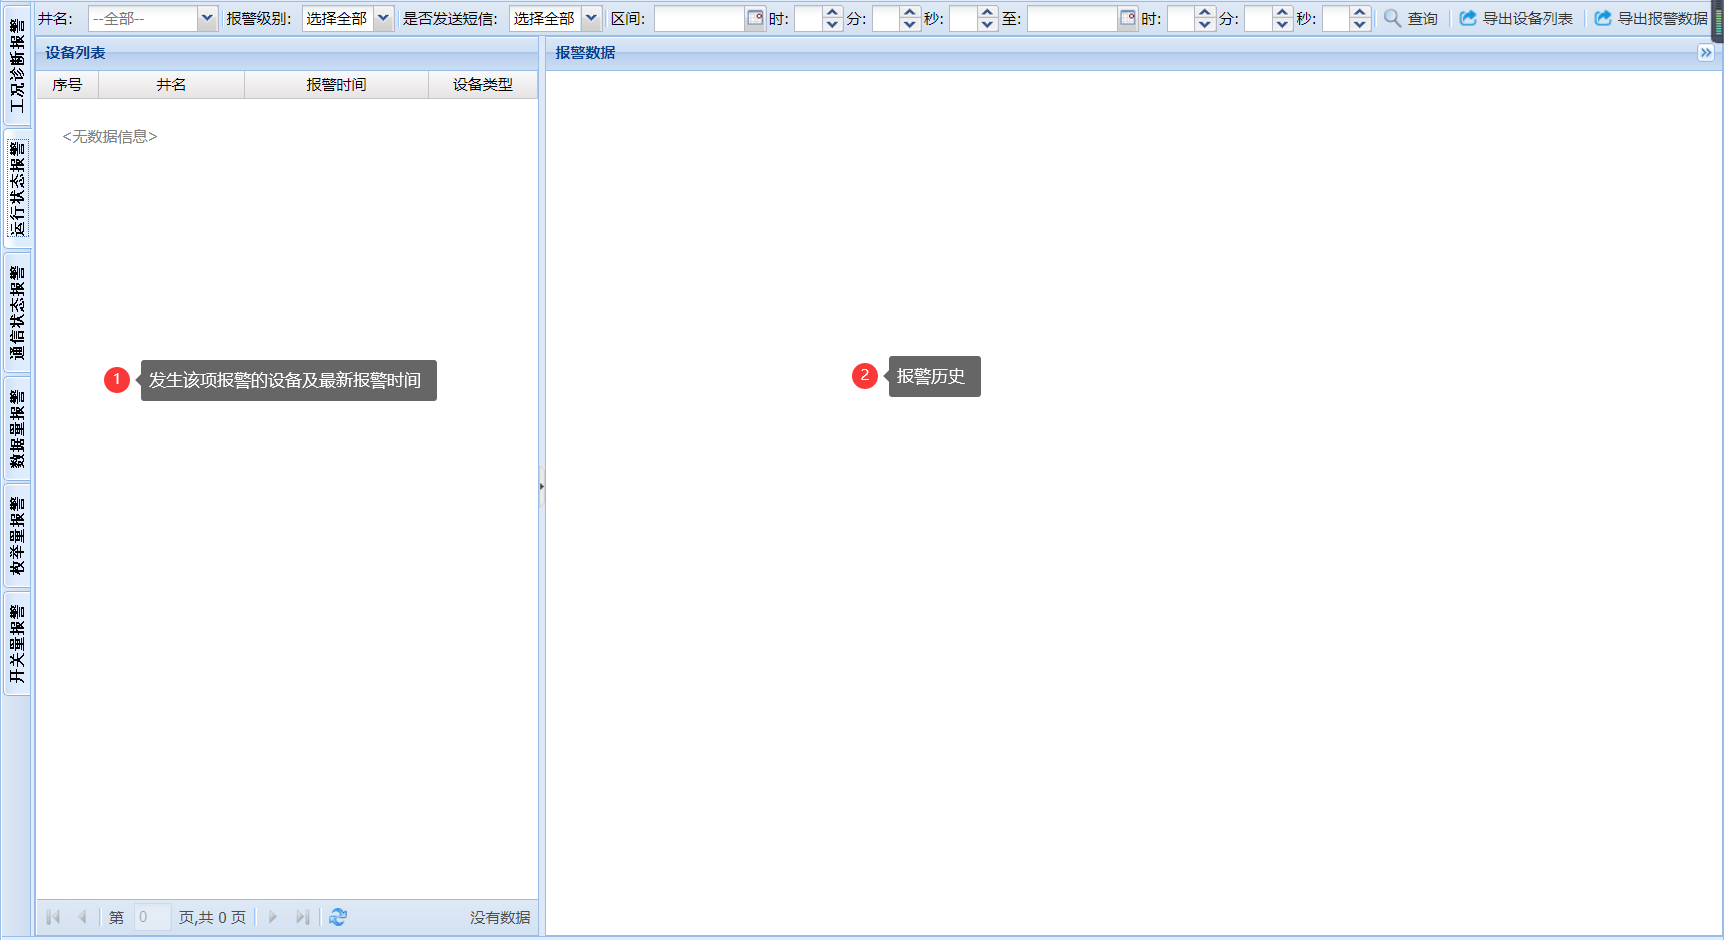 井名: --全部-- 报警级别: 选择全部 是否发送短信: 选择全部 区间: 时: 分: 秒: 至: 时: 分: 秒: 查询 导出设备列表 导出报警数据
工况诊断报警
运行状态报警
通信状态报警
数据量报警
枚举量报警
开关量报警
设备列表
序号 井名 报警时间 设备类型
<无数据信息>
1 发生该项报警的设备及最新报警时间
第 0 页,共 0 页 没有数据
报警数据
2 报警历史